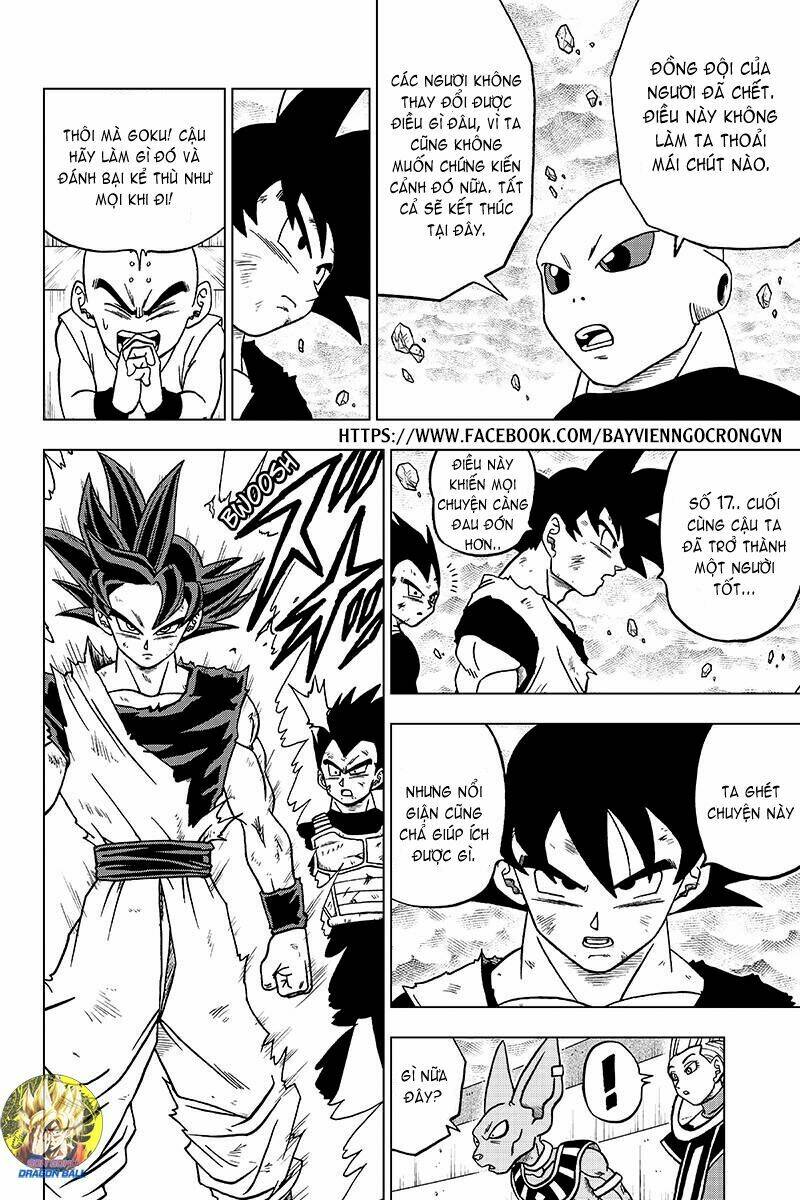 ĐỒNG ĐỘI CỦA
NGƯƠI ĐÃ CHẾT.
ĐIỀU NÀY KHÔNG
LÀM TA THOẢI
MÁI CHÚT NÀO.
CÁC NGƯƠI KHÔNG
THAY ĐỔI ĐƯỢC
ĐIỀU GÌ ĐÂU, VÌ TA
CŨNG KHÔNG
MUỐN CHỨNG KIẾN
CẢNH ĐÓ NỮA. TẤT
CẢ SẼ KẾT THÚC
TẠI ĐÂY.
THÔI MÀ GOKU! CẬU
HÃY LÀM GÌ ĐÓ VÀ
ĐÁNH BẠI KẺ THÙ NHƯ
MỌI KHI ĐI!
HTTPS://WWW.FACEBOOK.COM/BAYVIENNGOCRONGVN
SỐ 17.. CUỐI
CÙNG CẬU TA
ĐÃ TRỞ THÀNH
MỘT NGƯỜI
TỐT...
ĐIỀU NÀY
KHIẾN MỌI
CHUYỆN CÀNG
ĐAU ĐỚN
HƠN..
TA GHÉT
CHUYỆN NÀY
NHƯNG NỔI
GIẬN CŨNG
CHẢ GIÚP ÍCH
ĐƯỢC GÌ.
BWOOSH
!
GÌ NỮA
ĐÂY?
DRAGON BALL